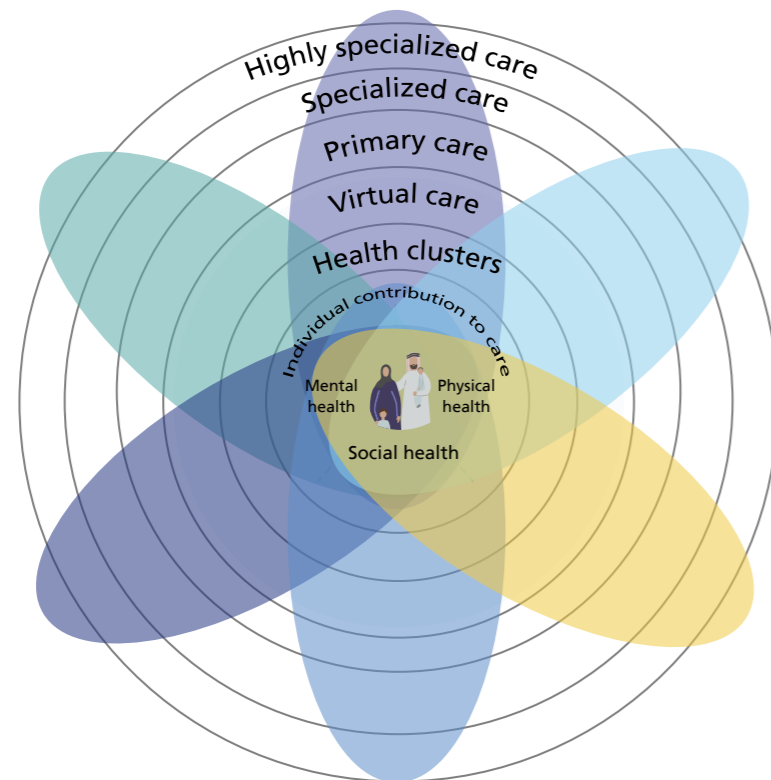 Highly specialized care
Specialized care
Primary care
Virtual care
Health clusters
Individual contribution to care
Mental
health
Physical
health
Social health